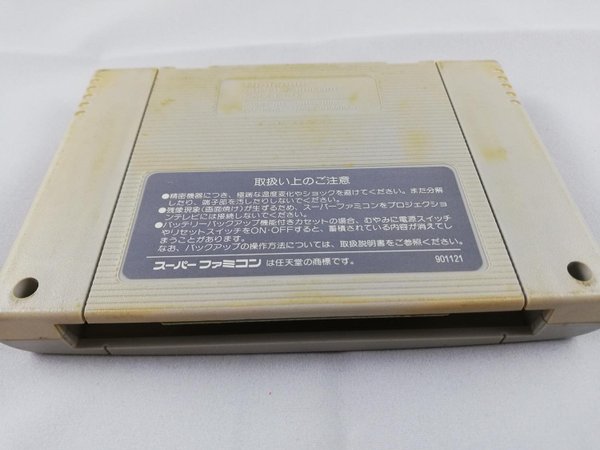 取扱い上のご注意
●精密機器につき、極端な温度変化やショックを避けてください。また分解
したり、端子部を汚したりしないでください。
●残像現象(画面焼け)が生ずるため、スーパーファミコンをプロジェクション
テレビには接続しないでください。
●バッテリーバックアップ機能付きカセットの場合、むやみに電源スイッチ
やリセットスイッチをON・OFFすると、蓄積されている内容が消えてし
まうことがあります。
なお、バックアップの操作方法については、取扱説明書をご参照ください。
スーパーファミコン は任天堂の商標です。
901121